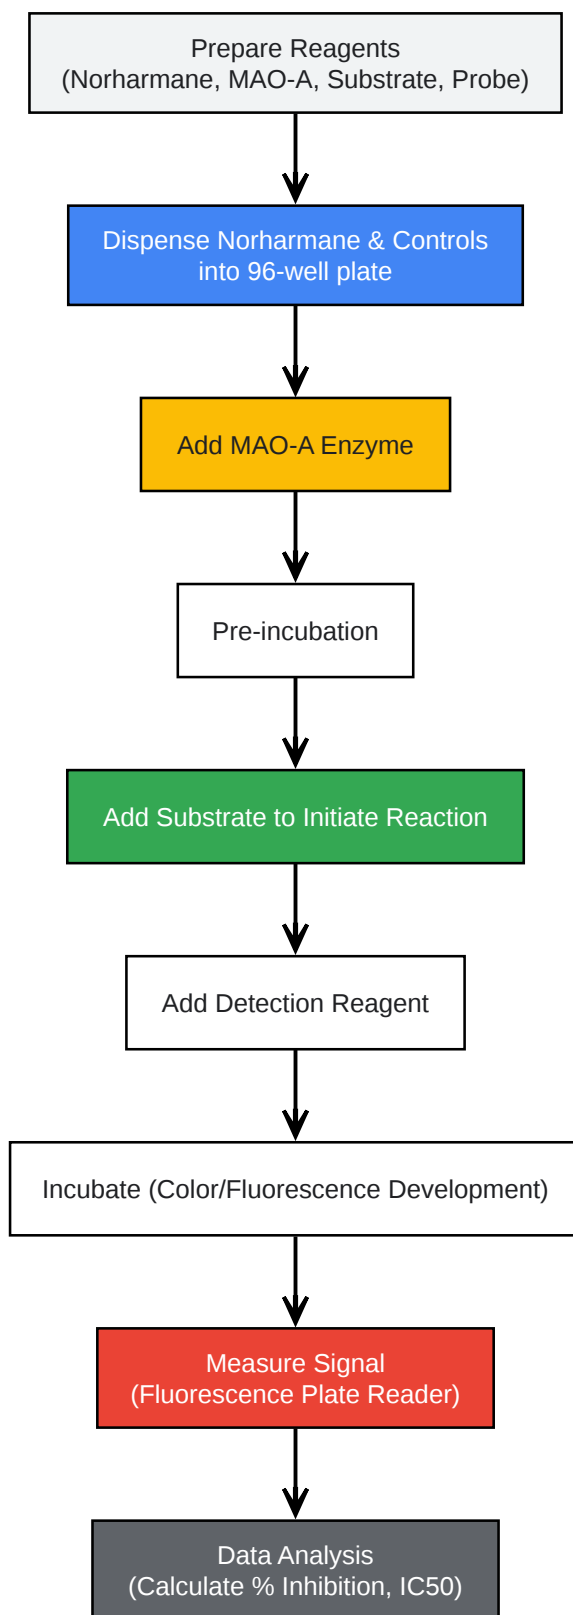 Prepare Reagents
(Norharmane, MAO-A, Substrate, Probe)
Dispense Norharmane & Controls
into 96-well plate
Add MAO-A Enzyme
Pre-incubation
Add Substrate to Initiate Reaction
Add Detection Reagent
Incubate (Color/Fluorescence Development)
Measure Signal
(Fluorescence Plate Reader)
Data Analysis
(Calculate % Inhibition, IC50)